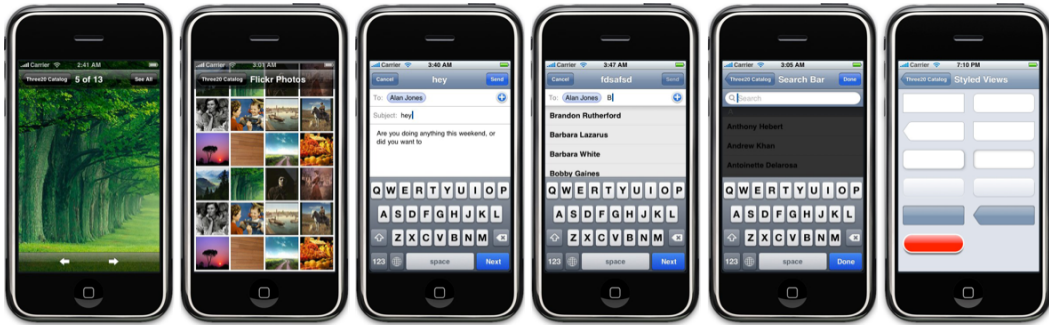 Carrier 2:41 AM
Three20 Catalog 5 of 13 See All
Carrier 3:01 AM
Three20 Catalog Flickr Photos
Carrier 3:40 AM
Cancel hey Send
To: Alan Jones
Subject: hey
Are you doing anything this weekend, or
did you want to
Q W E R T Y U I O P
A S D F G H J K L
Z X C V B N M
123 space Next
Carrier 3:47 AM
Cancel fdsafsd Send
To: Alan Jones B
Brandon Rutherford
Barbara Lazarus
Barbara White
Bobby Gaines
Q W E R T Y U I O P
A S D F G H J K L
Z X C V B N M
123 space Next
Carrier 3:05 AM
Three20 Catalog Search Bar Done
Search
Anthony Hebert
Andrew Khan
Antoinette Delarosa
Q W E R T Y U I O P
A S D F G H J K L
Z X C V B N M
123 space Done
Carrier 7:10 PM
Three20 Catalog Styled Views